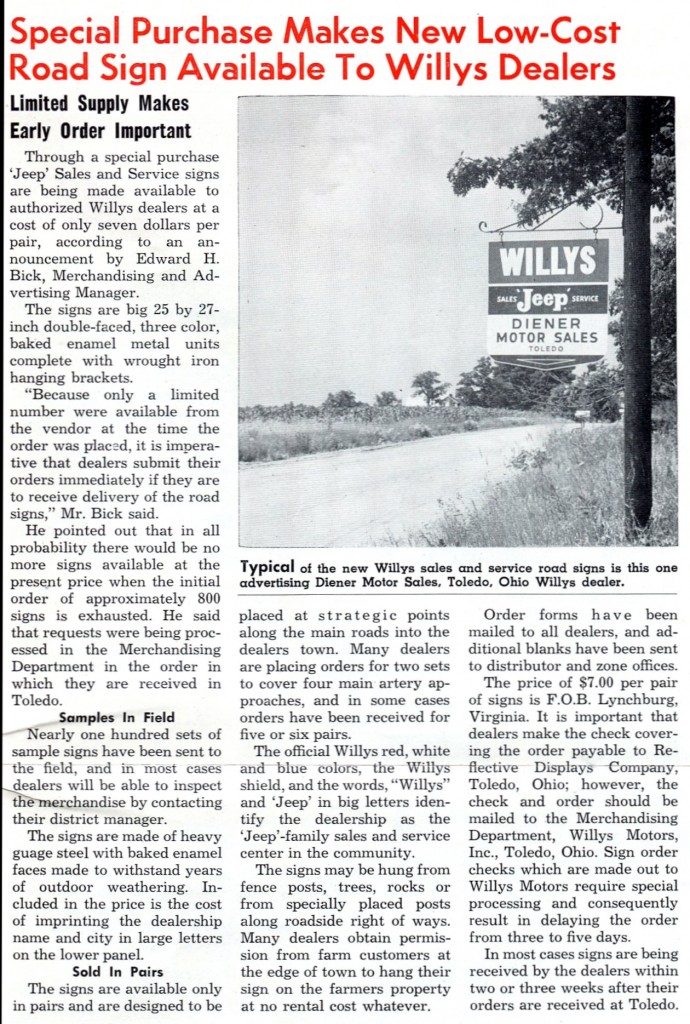 Special Purchase Makes New Low-Cost
Road Sign Available To Willys Dealers
Limited Supply Makes
Early Order Important
Through a special purchase
‘Jeep’ Sales and Service signs
are being made available to
authorized Willys dealers at a
cost of only seven dollars per
pair, according to an an-
nouncement by Edward H.
Bick, Merchandising and Ad-
vertising Manager.
The signs are big 25 by 27-
inch double-faced, three color,
baked enamel metal units
complete with wrought iron
hanging brackets.
“Because only a limited
number were available from
the vendor at the time the
order was placed, it is impera-
tive that dealers submit their
orders immediately if they are
to receive delivery of the road
signs,” Mr. Bick said.
He pointed out that in all
probability there would be no
more signs available at the
present price when the initial
order of approximately 800
signs is exhausted. He said
that requests were being proc-
essed in the Merchandising
Department in the order in
which they are received in
Toledo.
Samples In Field
Nearly one hundred sets of
sample signs have been sent to
the field, and in most cases
dealers will be able to inspect
the merchandise by contacting
their district manager.
The signs are made of heavy
guage steel with baked enamel
faces made to withstand years
of outdoor weathering. In-
cluded in the price is the cost
of imprinting the dealership
name and city in large letters
on the lower panel.
Sold In Pairs
The signs are available only
in pairs and are designed to be
WILLYS
SALES 'Jeep' SERVICE
DIENER
MOTOR SALES
TOLEDO
Typical of the new Willys sales and service road signs is this one
advertising Diener Motor Sales, Toledo, Ohio Willys dealer.
placed at strategic points
along the main roads into the
dealers town. Many dealers
are placing orders for two sets
to cover four main artery ap-
proaches, and in some cases
orders have been received for
five or six pairs.
The official Willys red, white
and blue colors, the Willys
shield, and the words, “Willys”
and ‘Jeep’ in big letters iden-
tify the dealership as the
‘Jeep’-family sales and service
center in the community.
The signs may be hung from
fence posts, trees, rocks or
from specially placed posts
along roadside right of ways.
Many dealers obtain permis-
sion from farm customers at
the edge of town to hang their
sign on the farmers property
at no rental cost whatever.
Order forms have been
mailed to all dealers, and ad-
ditional blanks have been sent
to distributor and zone offices.
The price of $7.00 per pair
of signs is F.O.B. Lynchburg,
Virginia. It is important that
dealers make the check cover-
ing the order payable to Re-
flective Displays Company,
Toledo, Ohio; however, the
check and order should be
mailed to the Merchandising
Department, Willys Motors,
Inc., Toledo, Ohio. Sign order
checks which are made out to
Willys Motors require special
processing and consequently
result in delaying the order
from three to five days.
In most cases signs are being
received by the dealers within
two or three weeks after their
orders are received at Toledo.